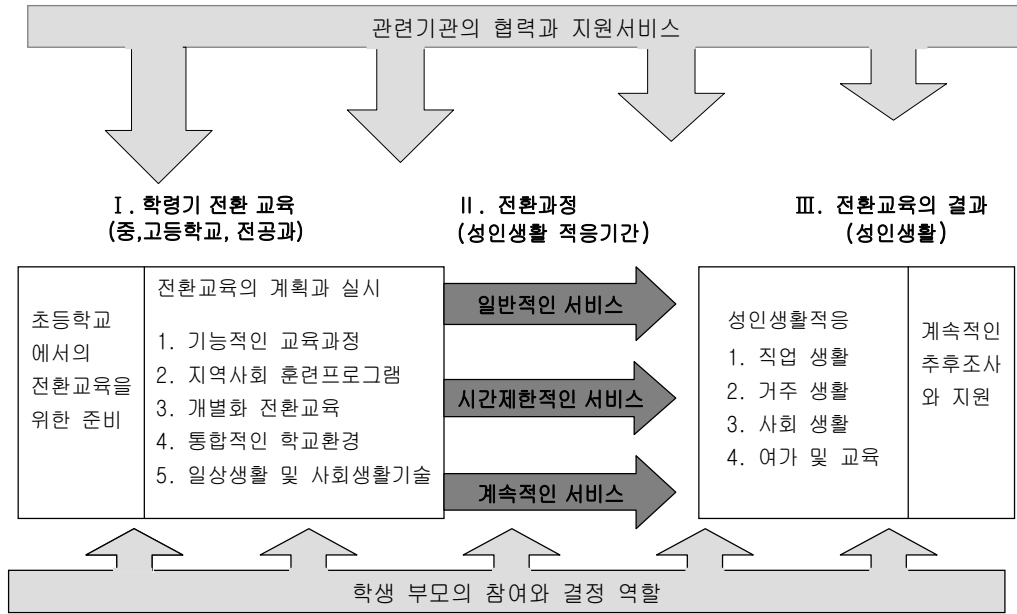 관련기관의 협력과 지원서비스
Ⅰ. 학령기 전환 교육
(중,고등학교, 전공과)
Ⅱ. 전환과정
(성인생활 적응기간)
Ⅲ. 전환교육의 결과
(성인생활)
초등학교
에서의
전환교육을
위한 준비
전환교육의 계획과 실시
1. 기능적인 교육과정
2. 지역사회 훈련프로그램
3. 개별화 전환교육
4. 통합적인 학교환경
5. 일상생활 및 사회생활기술
일반적인 서비스
시간제한적인 서비스
계속적인 서비스
성인생활적응
1. 직업 생활
2. 거주 생활
3. 사회 생활
4. 여가 및 교육
계속적인
추후조사
와 지원
학생 부모의 참여와 결정 역할